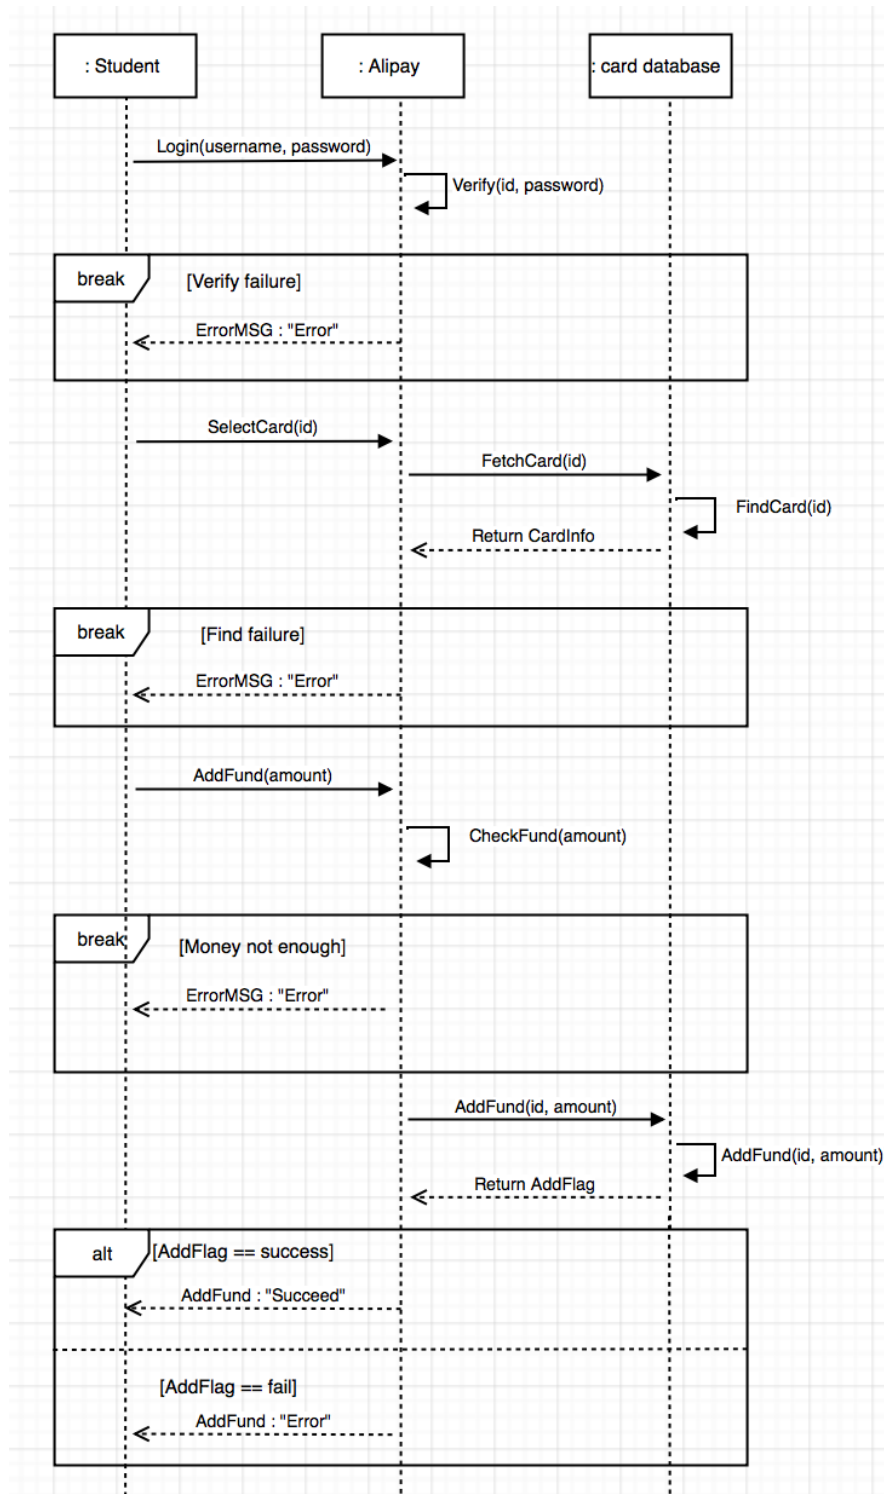 : Student
: Alipay
: card database
Login(username, password)
Verify(id, password)
break
[Verify failure]
ErrorMSG : "Error"
SelectCard(id)
FetchCard(id)
FindCard(id)
Return CardInfo
break
[Find failure]
ErrorMSG : "Error"
AddFund(amount)
CheckFund(amount)
break
[Money not enough]
ErrorMSG : "Error"
AddFund(id, amount)
AddFund(id, amount)
Return AddFlag
alt
[AddFlag == success]
AddFund : "Succeed"
[AddFlag == fail]
AddFund : "Error"